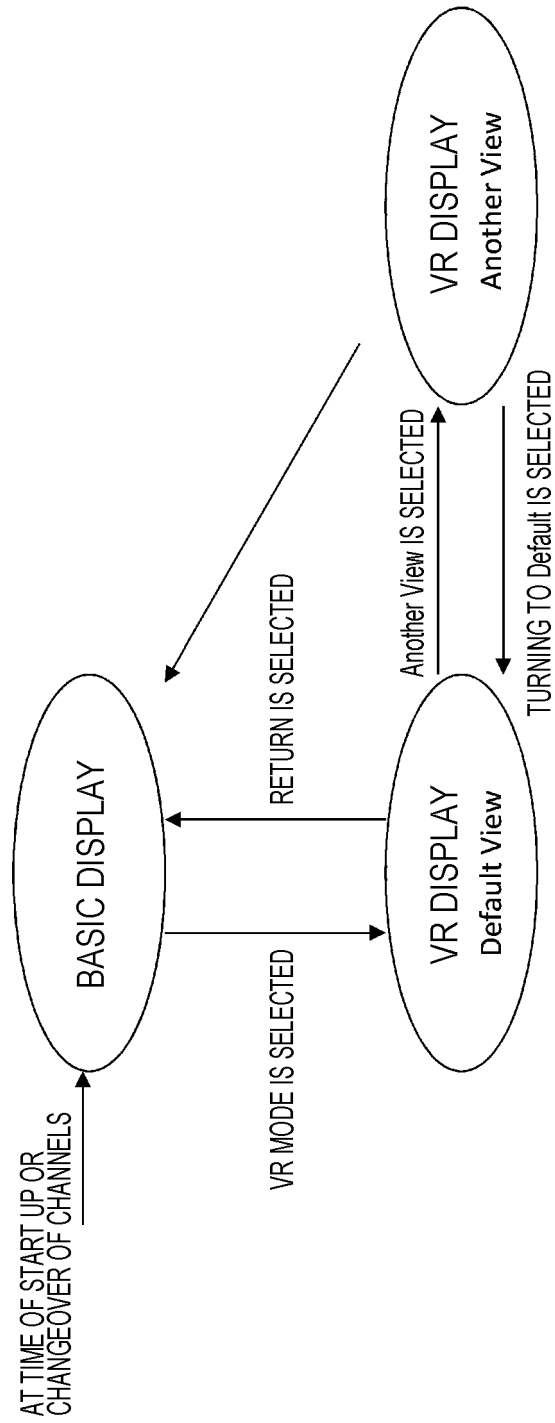 AT TIME OF START UP OR
CHANGEOVER OF CHANNELS
BASIC DISPLAY
VR MODE IS SELECTED
RETURN IS SELECTED
VR DISPLAY
Default View
Another View IS SELECTED
TURNING TO Default IS SELECTED
VR DISPLAY
Another View